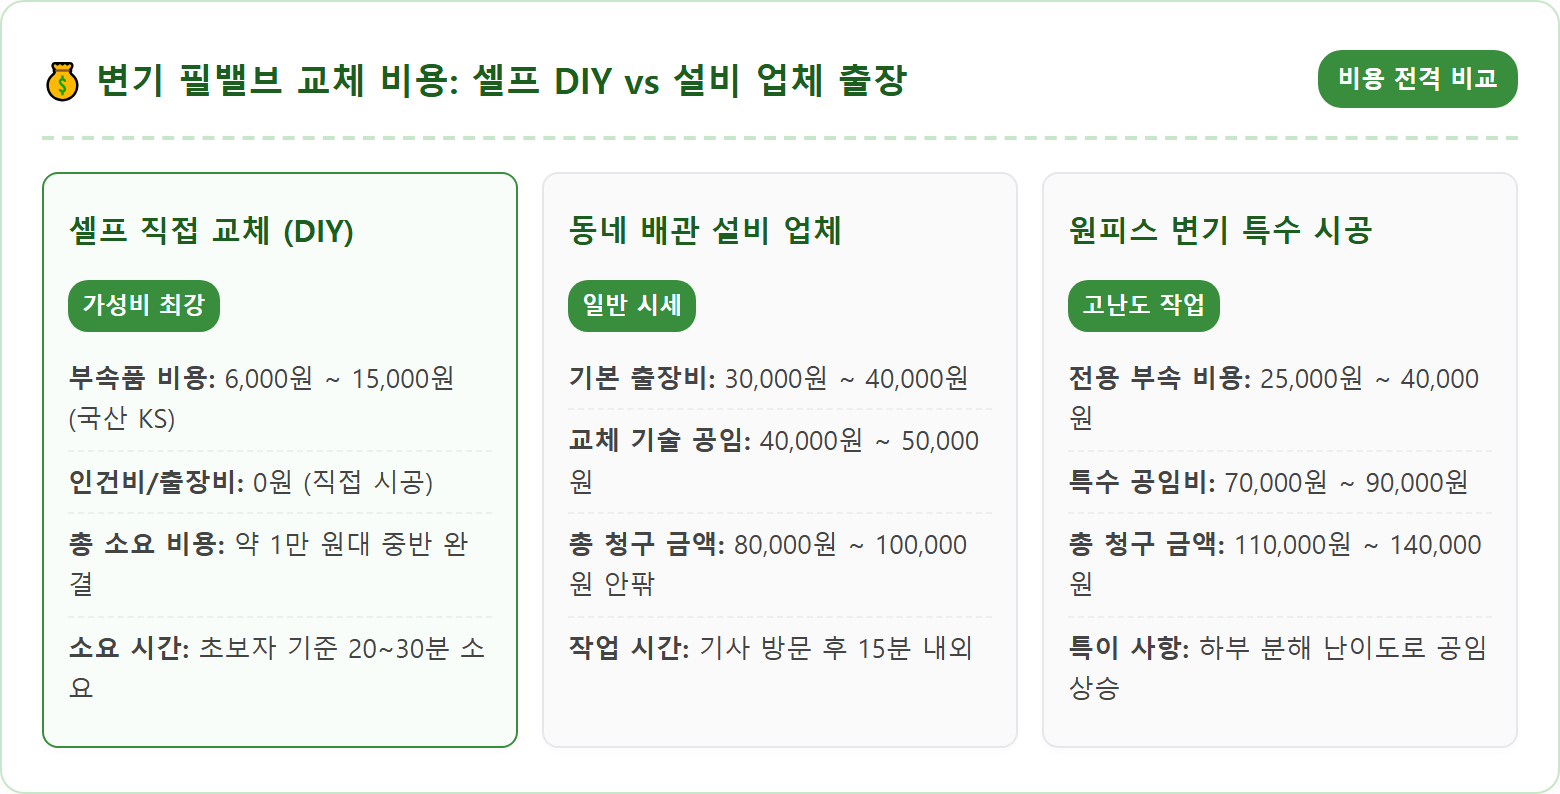 변기 필밸브 교체 비용: 셀프 DIY vs 설비 업체 출장
비용 전격 비교
셀프 직접 교체 (DIY)
가성비 최강
부속품 비용: 6,000원 ~ 15,000원
(국산 KS)
인건비/출장비: 0원 (직접 시공)
총 소요 비용: 약 1만 원대 중반 완
결
소요 시간: 초보자 기준 20~30분 소
요
동네 배관 설비 업체
일반 시세
기본 출장비: 30,000원 ~ 40,000원
교체 기술 공임: 40,000원 ~ 50,000
원
총 청구 금액: 80,000원 ~ 100,000
원 안팎
작업 시간: 기사 방문 후 15분 내외
원피스 변기 특수 시공
고난도 작업
전용 부속 비용: 25,000원 ~ 40,000
원
특수 공임비: 70,000원 ~ 90,000원
총 청구 금액: 110,000원 ~ 140,000
원
특이 사항: 하부 분해 난이도로 공임
상승